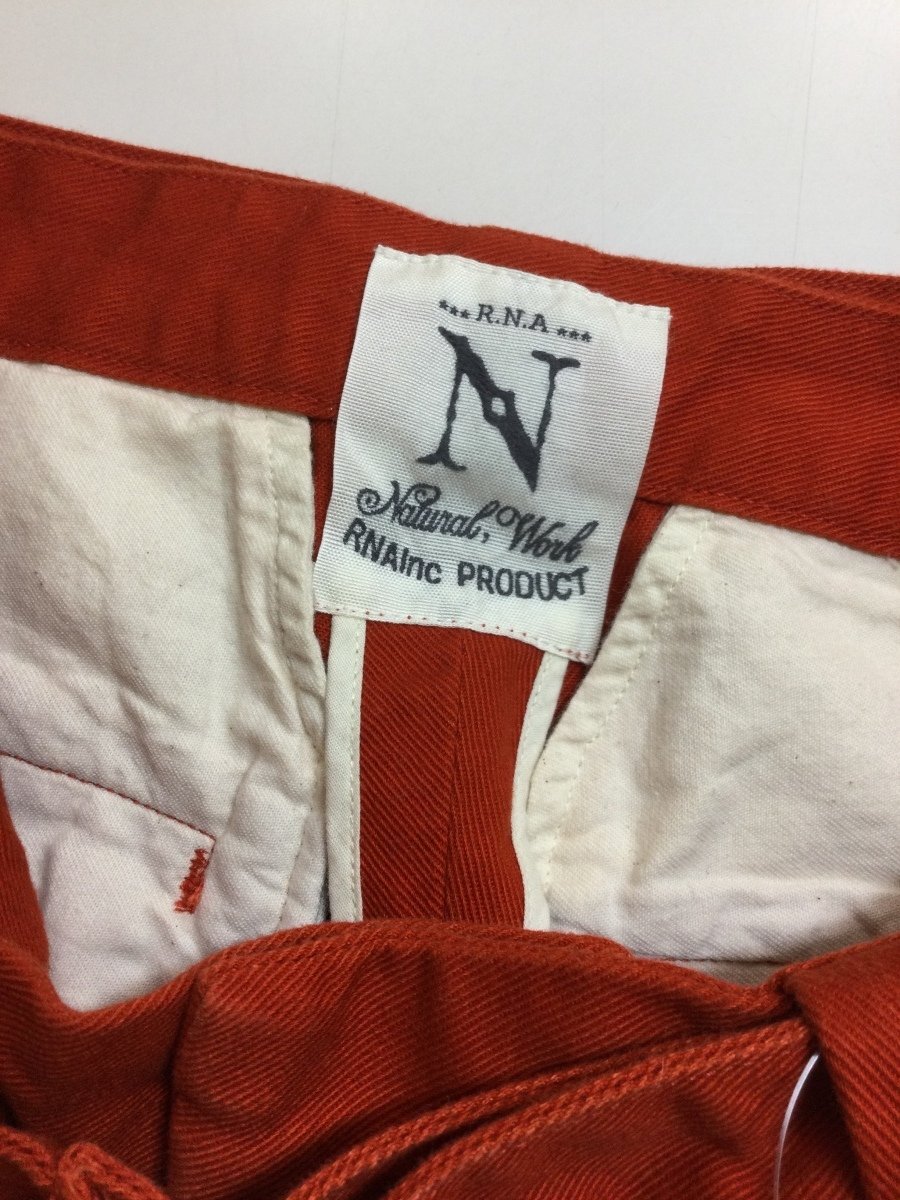 *** R.N.A ***
N
Natural, Work
RNAInc PRODUCT